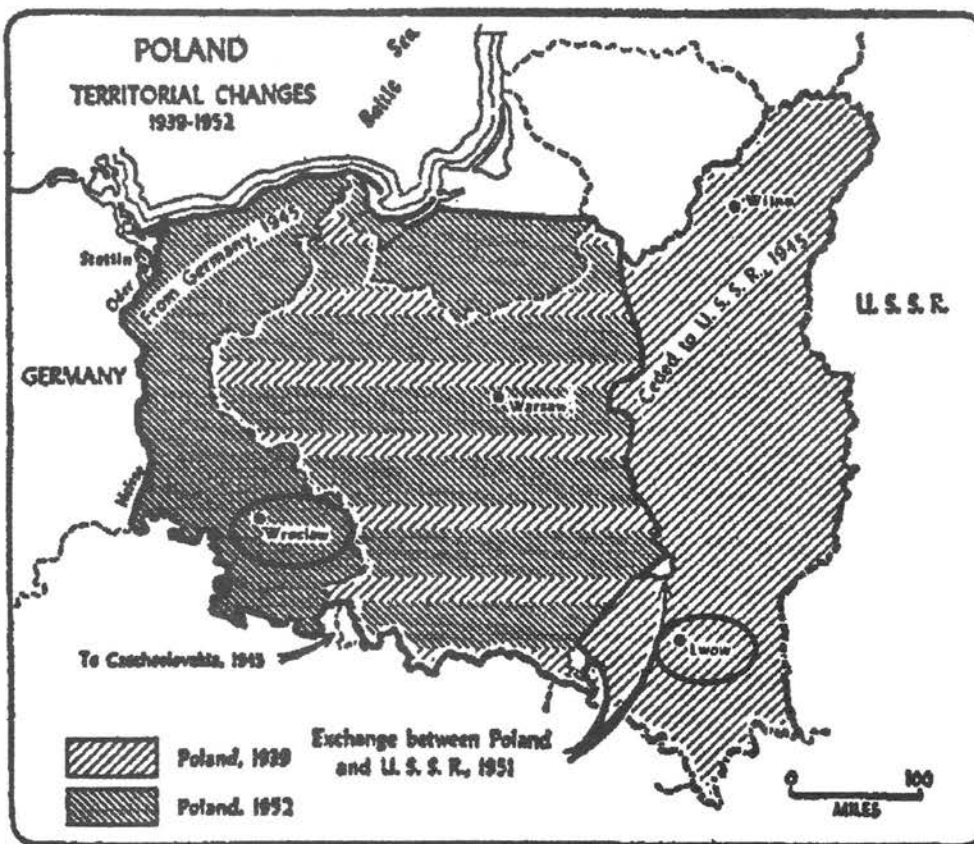 POLAND
TERRITORIAL CHANGES
1939-1952
Baltic Sea
Wilna
Stettin
Oder
From Germany, 1945
Ceded to U. S. S. R., 1945
U. S. S. R.
GERMANY
Warsaw
Neisse
Wroclaw
Lwow
To Czechoslovakia, 1945
Exchange between Poland
and U. S. S. R., 1951
Poland, 1939
Poland, 1952
0 100
MILES